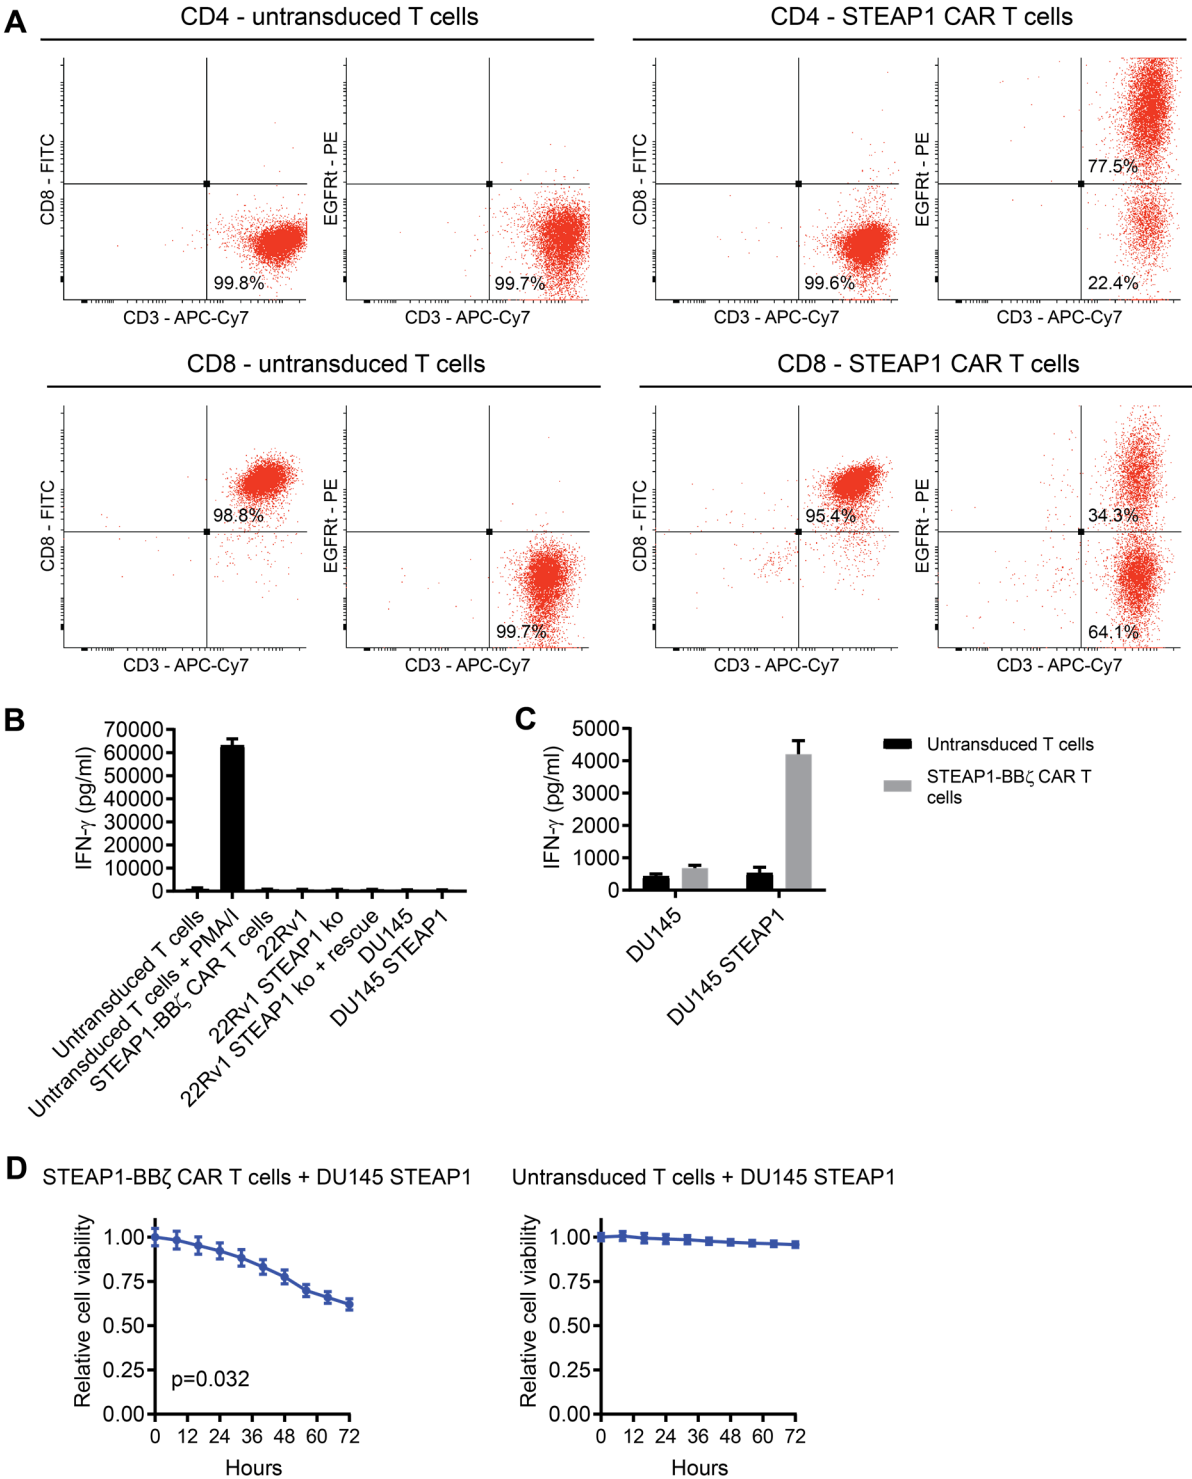 A
CD4 - untransduced T cells
CD4 - STEAP1 CAR T cells
CD8 - FITC
99.8%
CD3 - APC-Cy7
EGFRt - PE
99.7%
CD3 - APC-Cy7
CD8 - FITC
99.6%
CD3 - APC-Cy7
EGFRt - PE
77.5%
22.4%
CD3 - APC-Cy7
CD8 - untransduced T cells
CD8 - STEAP1 CAR T cells
CD8 - FITC
98.8%
CD3 - APC-Cy7
EGFRt - PE
99.7%
CD3 - APC-Cy7
CD8 - FITC
95.4%
CD3 - APC-Cy7
EGFRt - PE
34.3%
64.1%
CD3 - APC-Cy7
B
IFN-γ (pg/ml)
70000
60000
50000
40000
30000
20000
10000
0
Untransduced T cells
Untransduced T cells + PMA/I
STEAP1-BBζ CAR T cells
22Rv1
22Rv1 STEAP1 ko
22Rv1 STEAP1 ko + rescue
DU145
DU145 STEAP1
C
IFN-γ (pg/ml)
5000
4000
3000
2000
1000
0
DU145
DU145 STEAP1
Untransduced T cells
STEAP1-BBζ CAR T
cells
D
STEAP1-BBζ CAR T cells + DU145 STEAP1
Relative cell viability
1.00
0.75
0.50
0.25
0.00
p=0.032
0 12 24 36 48 60 72
Hours
Untransduced T cells + DU145 STEAP1
Relative cell viability
1.00
0.75
0.50
0.25
0.00
0 12 24 36 48 60 72
Hours